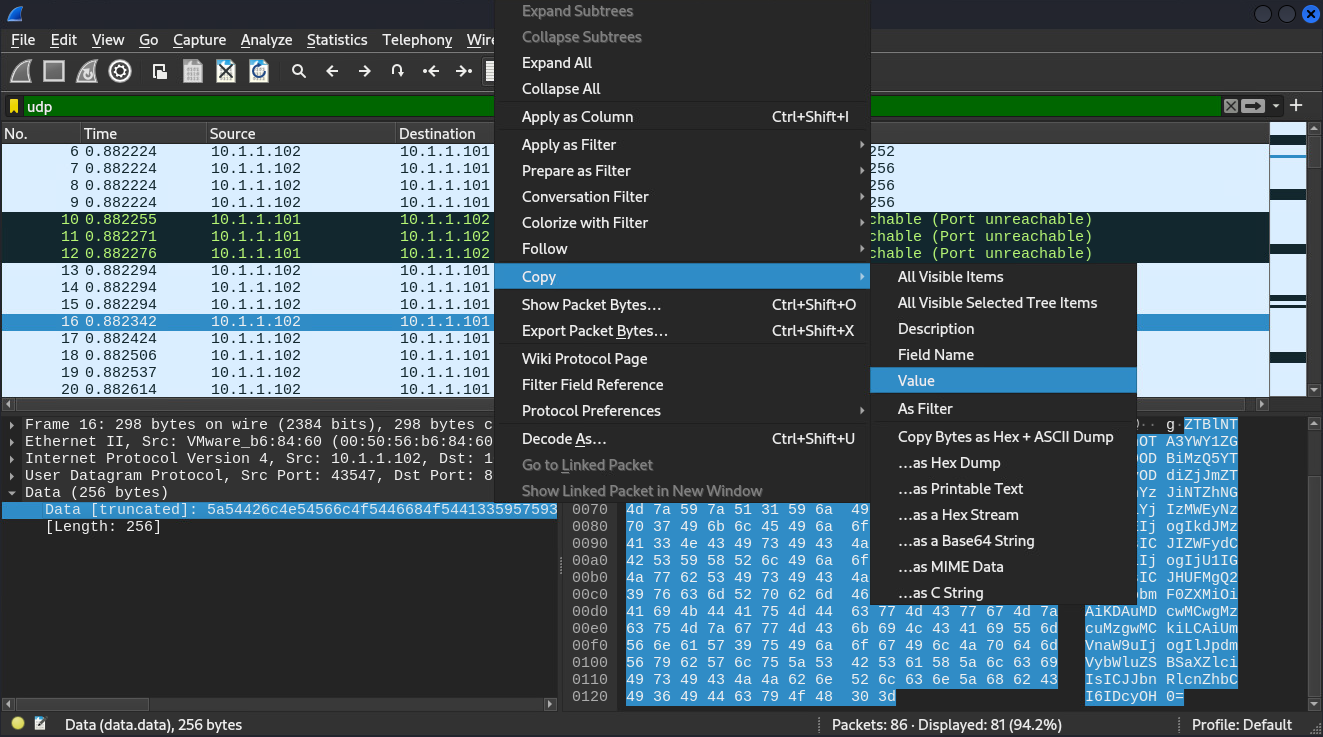 File Edit View Go Capture Analyze Statistics Telephony Wire
udp
No. Time Source Destination
6 0.882224 10.1.1.102 10.1.1.101 252
7 0.882224 10.1.1.102 10.1.1.101 256
8 0.882224 10.1.1.102 10.1.1.101 256
9 0.882224 10.1.1.102 10.1.1.101 256
10 0.882255 10.1.1.101 10.1.1.102 chable (Port unreachable)
11 0.882271 10.1.1.101 10.1.1.102 chable (Port unreachable)
12 0.882276 10.1.1.101 10.1.1.102 chable (Port unreachable)
13 0.882294 10.1.1.102 10.1.1.101
14 0.882294 10.1.1.102 10.1.1.101
15 0.882294 10.1.1.102 10.1.1.101
16 0.882342 10.1.1.102 10.1.1.101
17 0.882424 10.1.1.102 10.1.1.101
18 0.882506 10.1.1.102 10.1.1.101
19 0.882537 10.1.1.102 10.1.1.101
20 0.882614 10.1.1.102 10.1.1.101
Expand Subtrees
Collapse Subtrees
Expand All
Collapse All
Apply as Column Ctrl+Shift+I
Apply as Filter
Prepare as Filter
Conversation Filter
Colorize with Filter
Follow
Copy
Show Packet Bytes… Ctrl+Shift+O
Export Packet Bytes… Ctrl+Shift+X
Wiki Protocol Page
Filter Field Reference
Protocol Preferences
Decode As… Ctrl+Shift+U
Go to Linked Packet
Show Linked Packet in New Window
All Visible Items
All Visible Selected Tree Items
Description
Field Name
Value
As Filter
Copy Bytes as Hex + ASCII Dump
…as Hex Dump
…as Printable Text
…as a Hex Stream
…as a Base64 String
…as MIME Data
…as C String
Frame 16: 298 bytes on wire (2384 bits), 298 bytes c
Ethernet II, Src: VMware_b6:84:60 (00:50:56:b6:84:60
Internet Protocol Version 4, Src: 10.1.1.102, Dst: 1
User Datagram Protocol, Src Port: 43547, Dst Port: 8
Data (256 bytes)
Data [truncated]: 5a54426c4e54566c4f5446684f5441335957593
[Length: 256]
g·ZTBlNT
OT A3YWY1ZG
OD BiMzQ5YT
OD diZjJmZT
Yz JiNTZhNG
Yj IzMWEyNz
0070 4d 7a 59 7a 51 31 59 6a 49
0080 70 37 49 6b 6c 45 49 6a 6f Ij ogIkdJMz
0090 41 33 4e 43 49 73 49 43 4a IC JIZWFydC
00a0 42 53 59 58 52 6c 49 6a 6f Ij ogIjU1IG
00b0 4a 77 62 53 49 73 49 43 4a IC JHUFMgQ2
00c0 39 76 63 6d 52 70 62 6d 46 bm F0ZXMiOi
00d0 41 69 4b 44 41 75 4d 44 63 77 4d 43 77 67 4d 7a AiKDAuMD cwMCwgMz
00e0 63 75 4d 7a 67 77 4d 43 6b 69 4c 43 41 69 55 6d cuMzgwMC kiLCAiUm
00f0 56 6e 61 57 39 75 49 6a 6f 67 49 6c 4a 70 64 6d VnaW9uIj ogIlJpdm
0100 56 79 62 57 6c 75 5a 53 42 53 61 58 5a 6c 63 69 VybWluZS BSaXZlci
0110 49 73 49 43 4a 4a 62 6e 52 6c 63 6e 5a 68 62 43 IsICJJbn RlcnZhbC
0120 49 36 49 44 63 79 4f 48 30 3d I6IDcyOH 0=
Data (data.data), 256 bytes
Packets: 86 · Displayed: 81 (94.2%)
Profile: Default